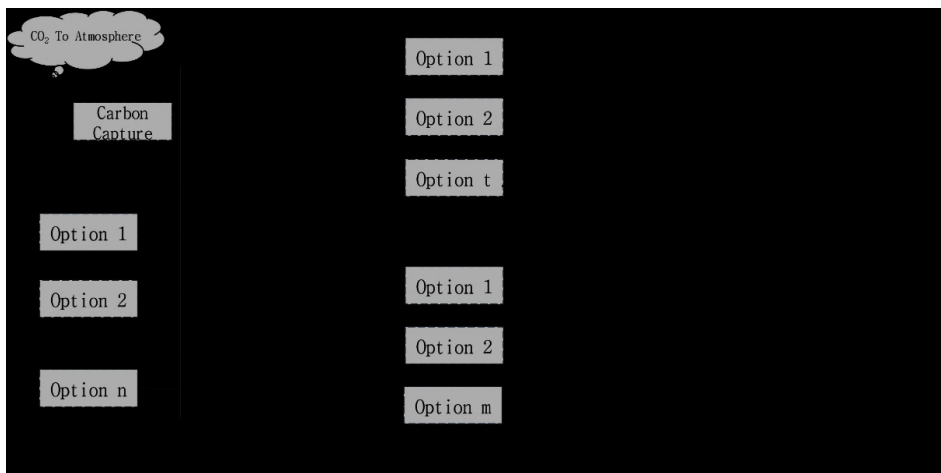 CO₂ To Atmosphere
Carbon
Capture
Option 1
Option 2
Option n
Option 1
Option 2
Option t
Option 1
Option 2
Option m